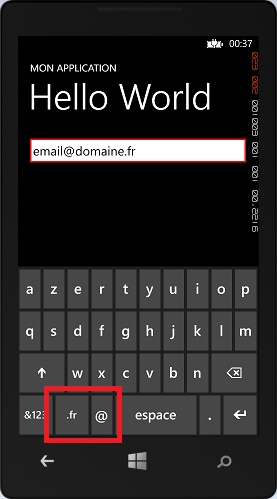 00:37
MON APPLICATION
Hello World
email@domaine.fr
a z e r t y u i o p
q s d f g h j k l m
w x c v b n
&123 .fr @ espace .